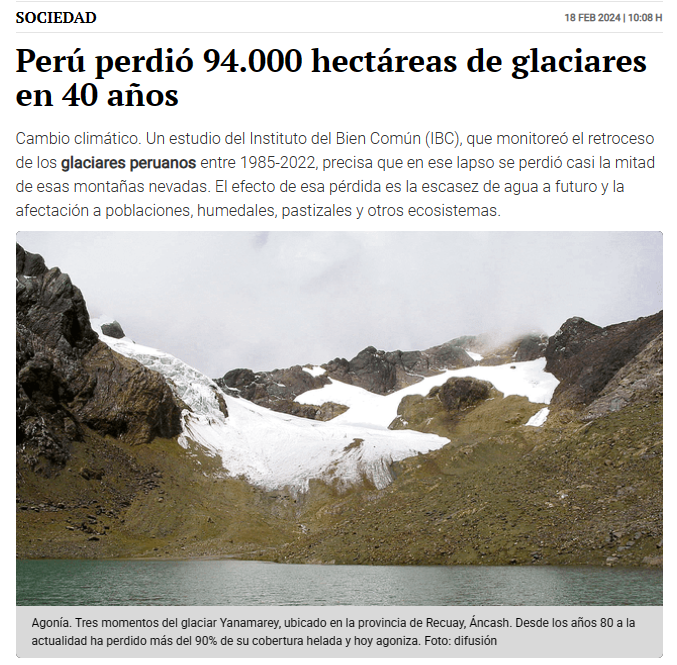 SOCIEDAD
18 FEB 2024 | 10:08 H
Perú perdió 94.000 hectáreas de glaciares
en 40 años
Cambio climático. Un estudio del Instituto del Bien Común (IBC), que monitoreó el retroceso
de los glaciares peruanos entre 1985-2022, precisa que en ese lapso se perdió casi la mitad
de esas montañas nevadas. El efecto de esa pérdida es la escasez de agua a futuro y la
afectación a poblaciones, humedales, pastizales y otros ecosistemas.
Agonía. Tres momentos del glaciar Yanamarey, ubicado en la provincia de Recuay, Áncash. Desde los años 80 a la
actualidad ha perdido más del 90% de su cobertura helada y hoy agoniza. Foto: difusión